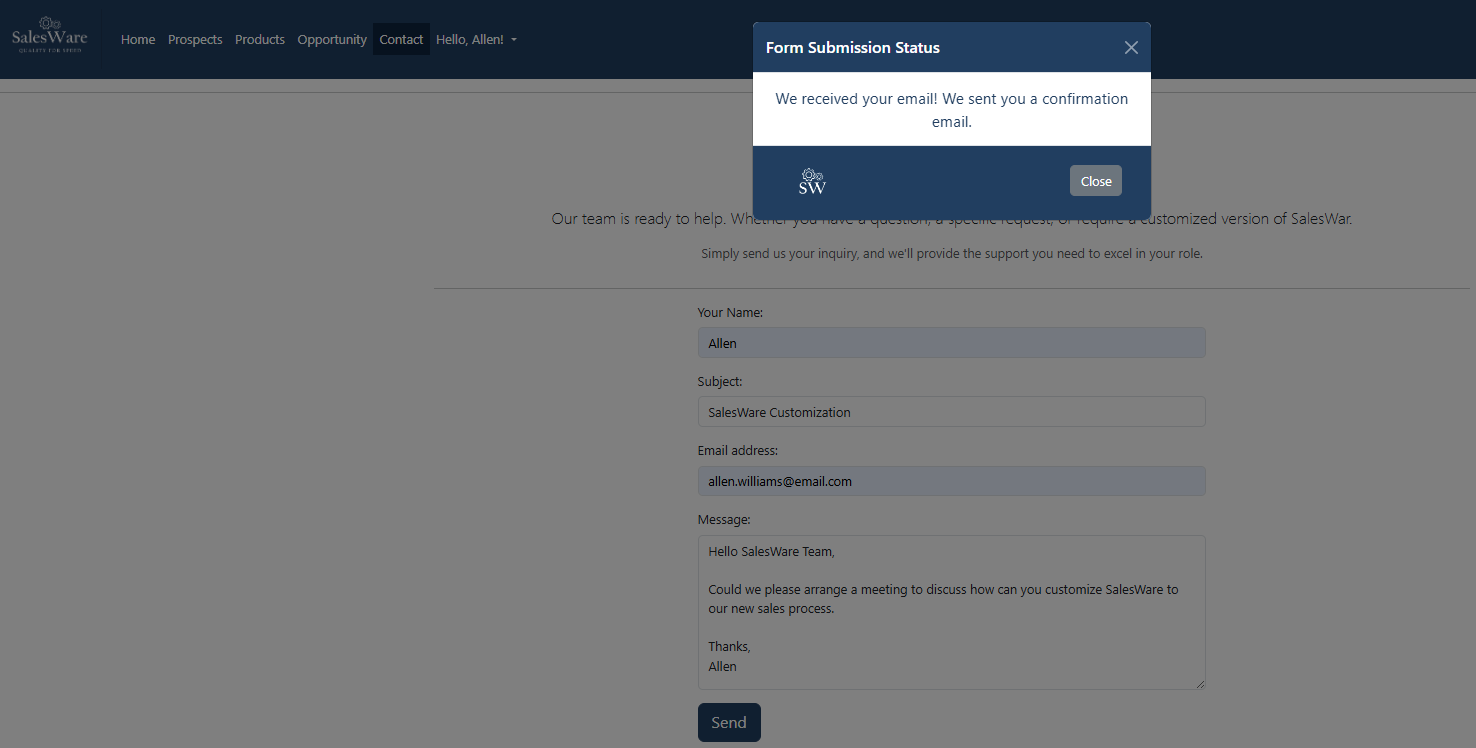 SalesWare
QUALITY FOR SPEED
Home Prospects Products Opportunity Contact Hello, Allen!
Form Submission Status
We received your email! We sent you a confirmation
email.
SW
Close
Our team is ready to help. Whether you have a question, a specific request, or require a customized version of SalesWar.
Simply send us your inquiry, and we'll provide the support you need to excel in your role.
Your Name:
Allen
Subject:
SalesWare Customization
Email address:
allen.williams@email.com
Message:
Hello SalesWare Team,
Could we please arrange a meeting to discuss how can you customize SalesWare to
our new sales process.
Thanks,
Allen
Send